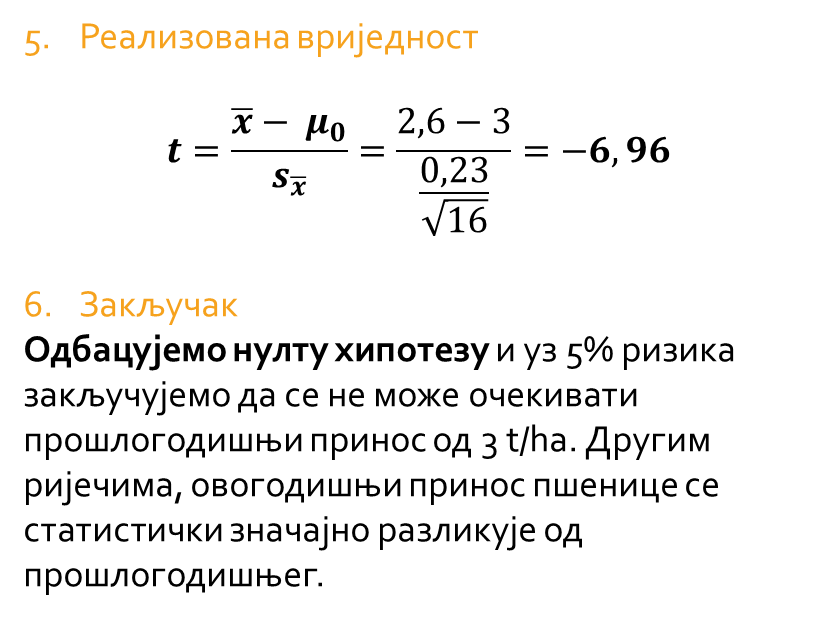 5. Реализована вриједност
t = (x̄ − μ₀) / s_x̄ = (2,6 − 3) / (0,23 / √16) = −6,96
6. Закључак
Одбацујемо нулту хипотезу и уз 5% ризика
закључујемо да се не може очекивати
прошлогодишњи принос од 3 t/ha. Другим
ријечима, овогодишњи принос пшенице се
статистички значајно разликује од
прошлогодишњег.